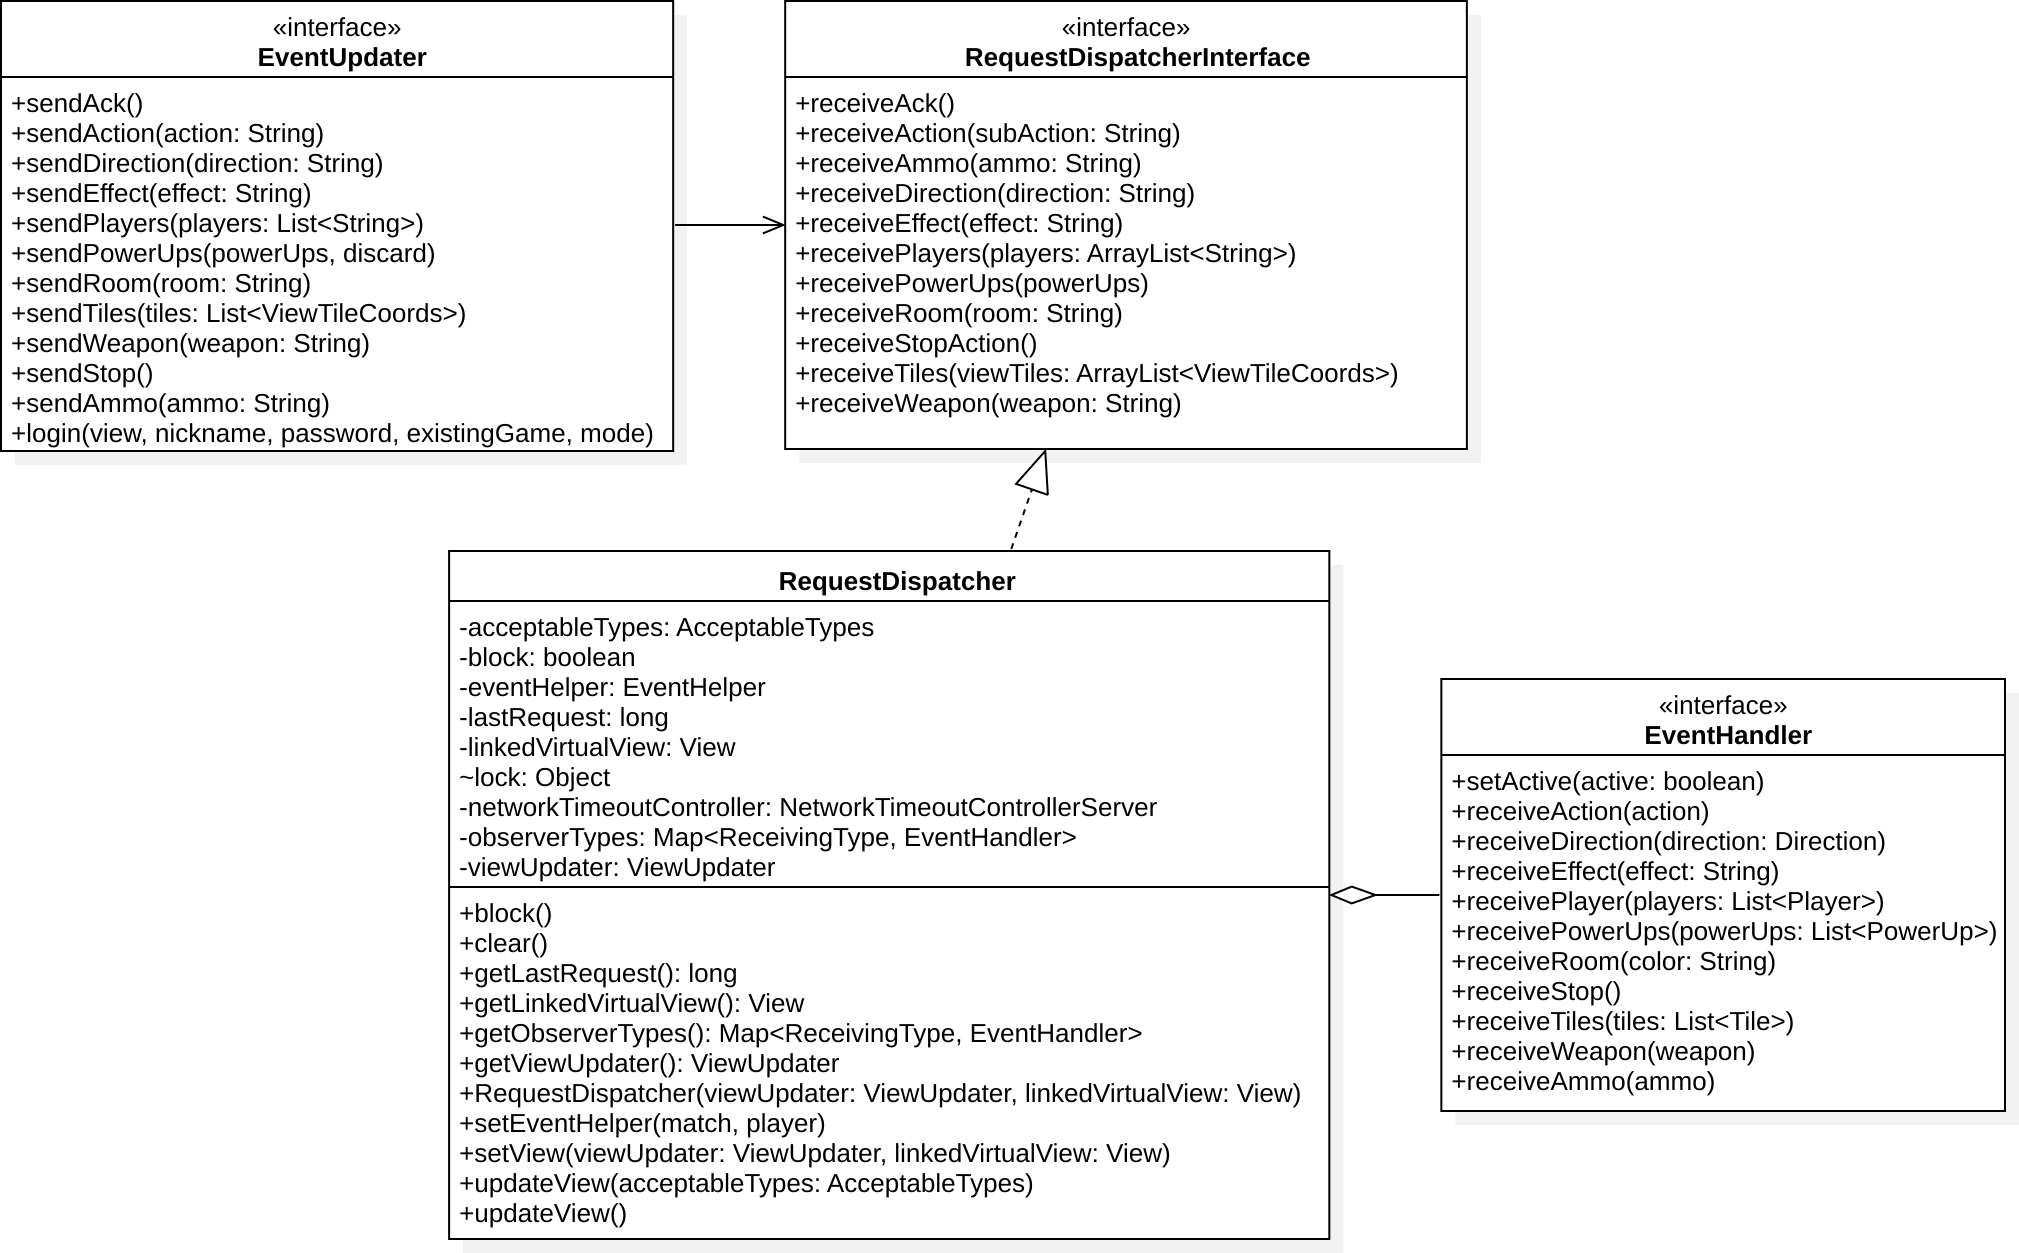 «interface»
EventUpdater
+sendAck()
+sendAction(action: String)
+sendDirection(direction: String)
+sendEffect(effect: String)
+sendPlayers(players: List<String>)
+sendPowerUps(powerUps, discard)
+sendRoom(room: String)
+sendTiles(tiles: List<ViewTileCoords>)
+sendWeapon(weapon: String)
+sendStop()
+sendAmmo(ammo: String)
+login(view, nickname, password, existingGame, mode)
«interface»
RequestDispatcherInterface
+receiveAck()
+receiveAction(subAction: String)
+receiveAmmo(ammo: String)
+receiveDirection(direction: String)
+receiveEffect(effect: String)
+receivePlayers(players: ArrayList<String>)
+receivePowerUps(powerUps)
+receiveRoom(room: String)
+receiveStopAction()
+receiveTiles(viewTiles: ArrayList<ViewTileCoords>)
+receiveWeapon(weapon: String)
RequestDispatcher
-acceptableTypes: AcceptableTypes
-block: boolean
-eventHelper: EventHelper
-lastRequest: long
-linkedVirtualView: View
~lock: Object
-networkTimeoutController: NetworkTimeoutControllerServer
-observerTypes: Map<ReceivingType, EventHandler>
-viewUpdater: ViewUpdater
+block()
+clear()
+getLastRequest(): long
+getLinkedVirtualView(): View
+getObserverTypes(): Map<ReceivingType, EventHandler>
+getViewUpdater(): ViewUpdater
+RequestDispatcher(viewUpdater: ViewUpdater, linkedVirtualView: View)
+setEventHelper(match, player)
+setView(viewUpdater: ViewUpdater, linkedVirtualView: View)
+updateView(acceptableTypes: AcceptableTypes)
+updateView()
«interface»
EventHandler
+setActive(active: boolean)
+receiveAction(action)
+receiveDirection(direction: Direction)
+receiveEffect(effect: String)
+receivePlayer(players: List<Player>)
+receivePowerUps(powerUps: List<PowerUp>)
+receiveRoom(color: String)
+receiveStop()
+receiveTiles(tiles: List<Tile>)
+receiveWeapon(weapon)
+receiveAmmo(ammo)